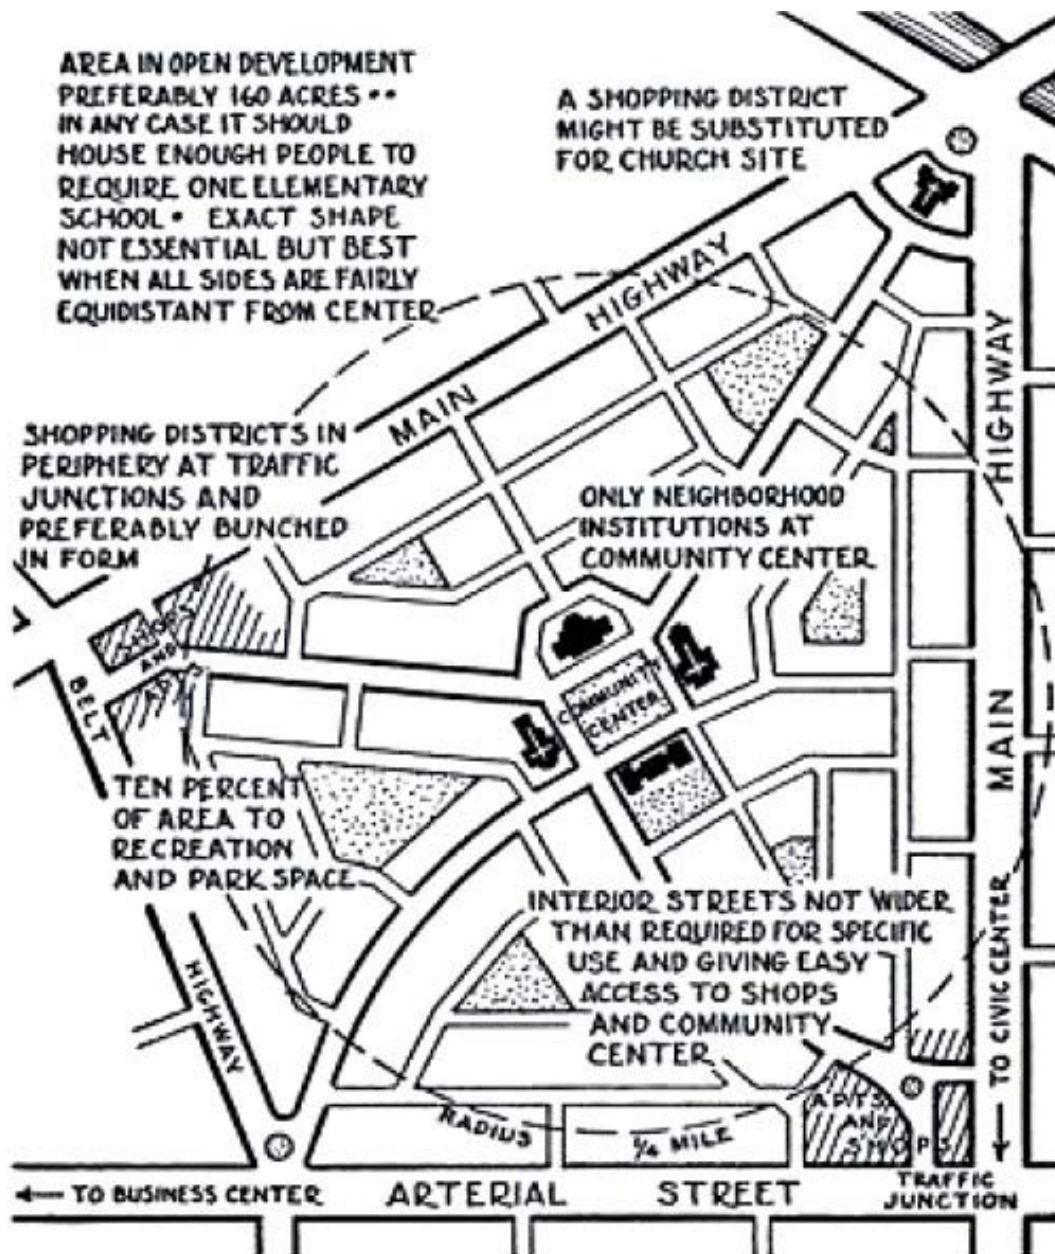 AREA IN OPEN DEVELOPMENT
PREFERABLY 160 ACRES ••
IN ANY CASE IT SHOULD
HOUSE ENOUGH PEOPLE TO
REQUIRE ONE ELEMENTARY
SCHOOL • EXACT SHAPE
NOT ESSENTIAL BUT BEST
WHEN ALL SIDES ARE FAIRLY
EQUIDISTANT FROM CENTER
A SHOPPING DISTRICT
MIGHT BE SUBSTITUTED
FOR CHURCH SITE
MAIN HIGHWAY
HIGHWAY
SHOPPING DISTRICTS IN
PERIPHERY AT TRAFFIC
JUNCTIONS AND
PREFERABLY BUNCHED
IN FORM
ONLY NEIGHBORHOOD
INSTITUTIONS AT
COMMUNITY CENTER
SHOPS
AND
BELT
COMMUNITY
CENTER
MAIN
TEN PERCENT
OF AREA TO
RECREATION
AND PARK SPACE
INTERIOR STREETS NOT WIDER
THAN REQUIRED FOR SPECIFIC
USE AND GIVING EASY
ACCESS TO SHOPS
AND COMMUNITY
CENTER
HIGHWAY
TO CIVIC CENTER
APTS
AND
SHOPS
RADIUS ¼ MILE
TRAFFIC
JUNCTION
TO BUSINESS CENTER
ARTERIAL STREET